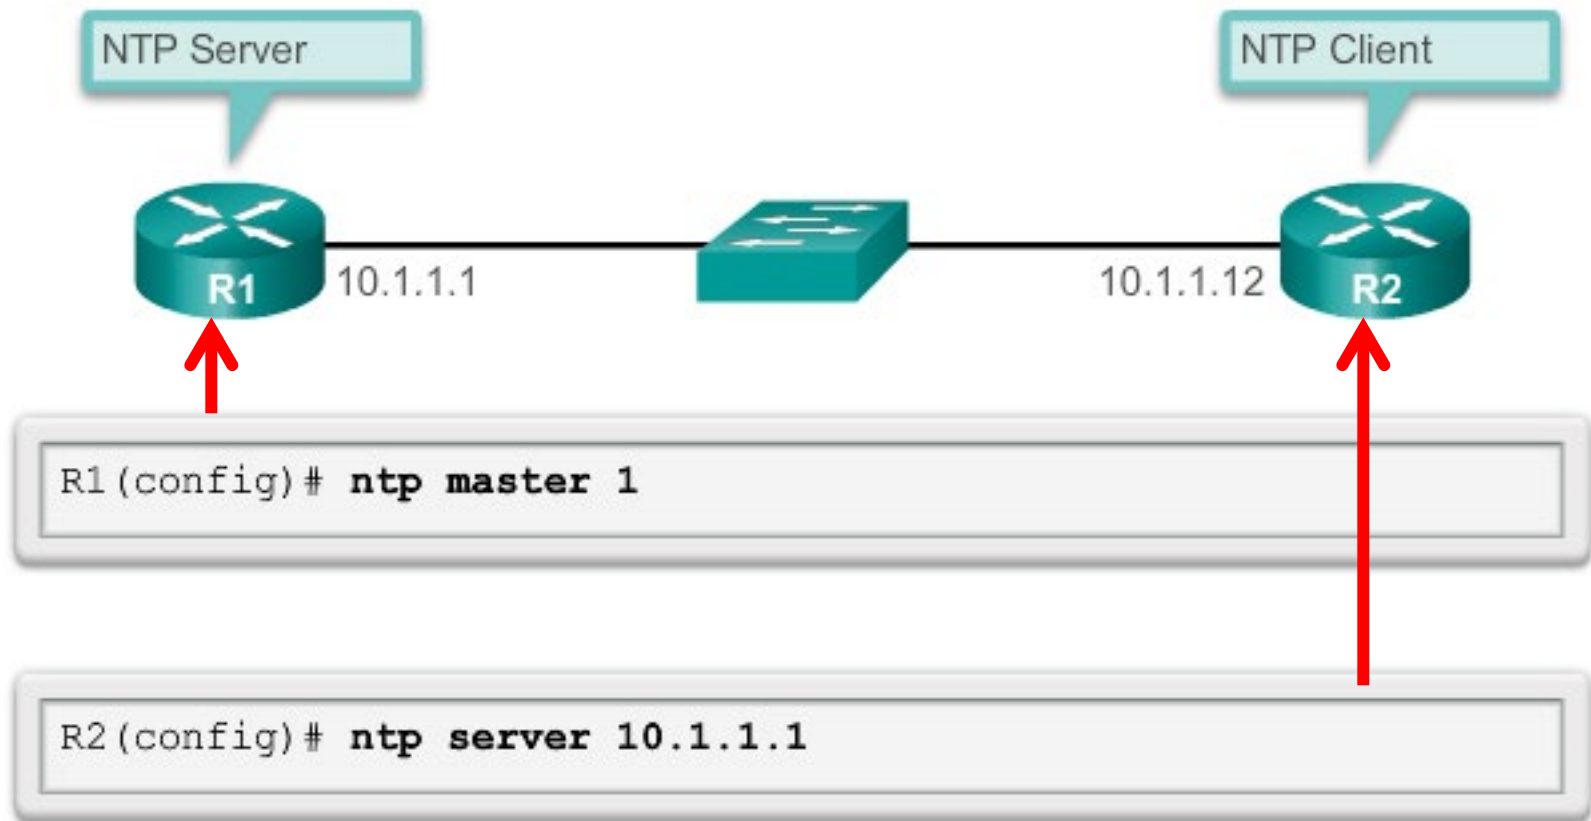 NTP Server
NTP Client
R1
10.1.1.1
10.1.1.12
R2
R1(config)# ntp master 1
R2(config)# ntp server 10.1.1.1